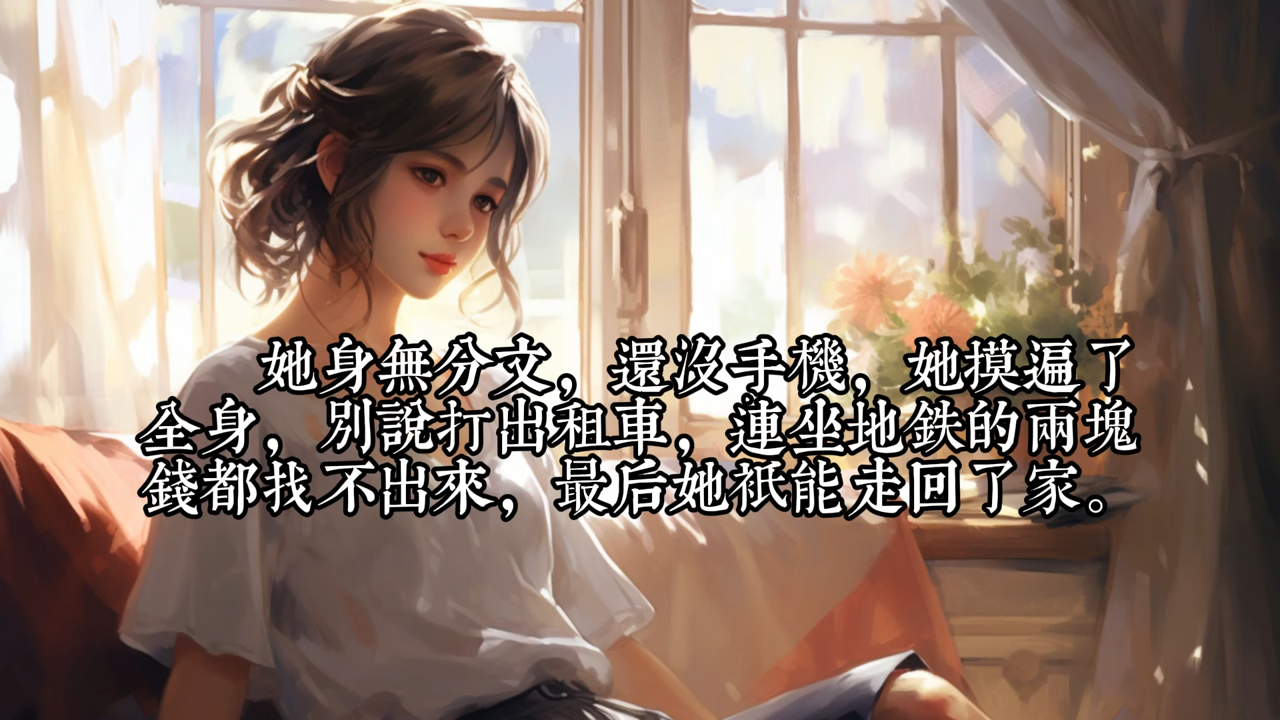 她身無分文，還沒手機，她摸遍了
全身，別說打出租車，連坐地鉄的兩塊
錢都找不出來，最后她衹能走回了家。